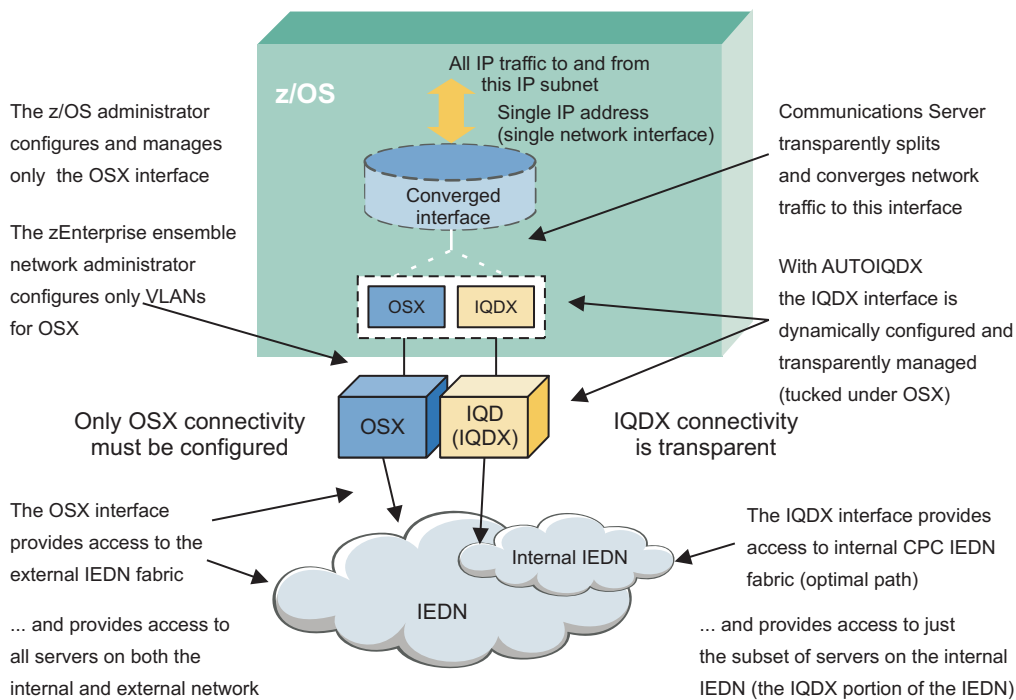 All IP traffic to and from
this IP subnet
z/OS
Single IP address
(single network interface)
The z/OS administrator
configures and manages
only the OSX interface
Communications Server
transparently splits
and converges network
traffic to this interface
Converged
interface
The zEnterprise ensemble
network administrator
configures only VLANs
for OSX
With AUTOIQDX
the IQDX interface is
dynamically configured and
transparently managed
(tucked under OSX)
OSX
IQDX
Only OSX connectivity
must be configured
OSX
IQD
(IQDX)
IQDX connectivity
is transparent
The OSX interface
provides access to the
external IEDN fabric
Internal IEDN
IEDN
The IQDX interface provides
access to internal CPC IEDN
fabric (optimal path)
... and provides access to
all servers on both the
internal and external network
... and provides access to just
the subset of servers on the internal
IEDN (the IQDX portion of the IEDN)